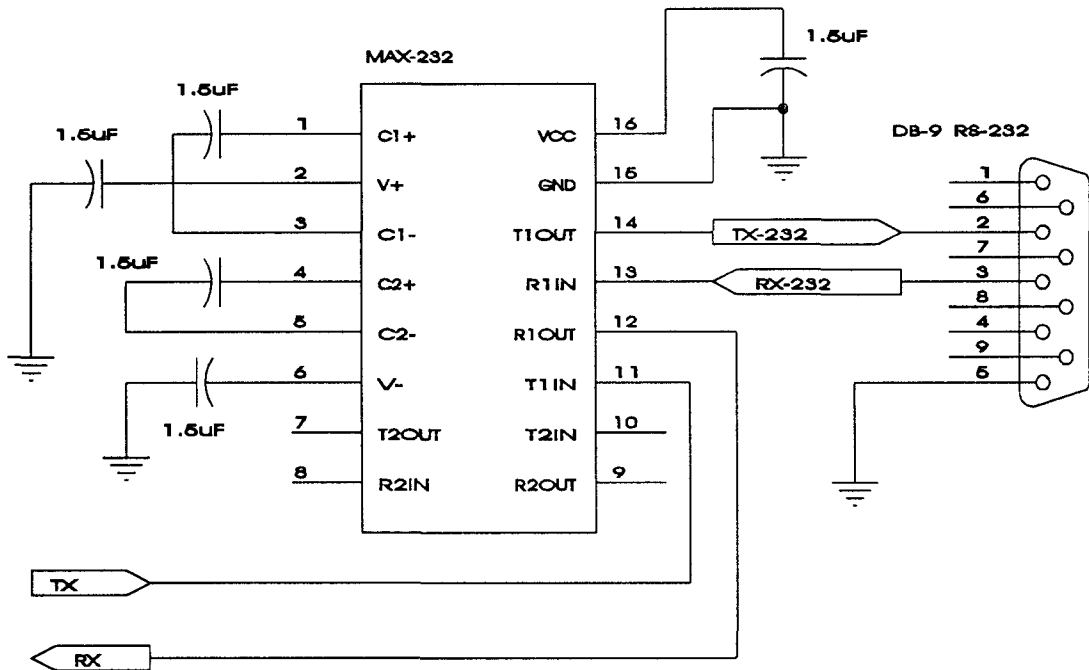 MAX-232
1.5uF
1.5uF
1.5uF
1.5uF
1.5uF
1 C1+
2 V+
3 C1-
4 C2+
5 C2-
6 V-
7 T2OUT
8 R2IN
VCC 16
GND 15
T1OUT 14
R1IN 13
R1OUT 12
T1IN 11
T2IN 10
R2OUT 9
TX-232
RX-232
DB-9 RS-232
1
6
2
7
3
8
4
9
5
TX
RX